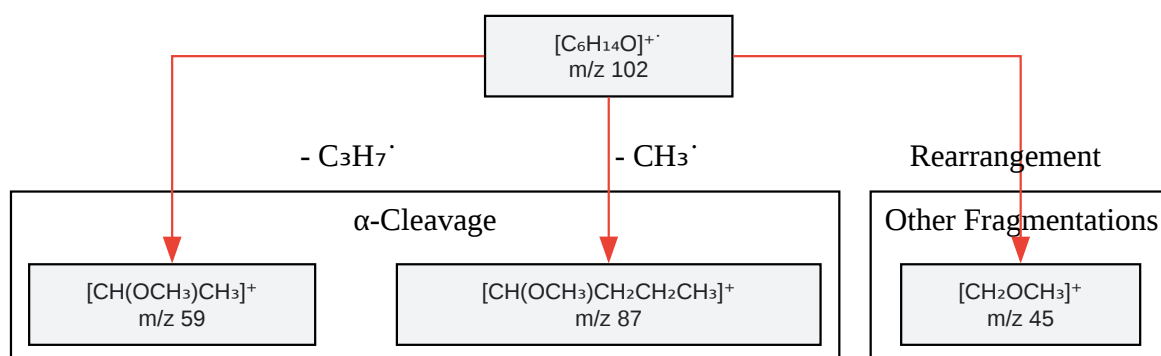 [C₆H₁₄O]⁺˙
m/z 102
- C₃H₇˙
- CH₃˙
Rearrangement
α-Cleavage
Other Fragmentations
[CH(OCH₃)CH₃]⁺
m/z 59
[CH(OCH₃)CH₂CH₂CH₃]⁺
m/z 87
[CH₂OCH₃]⁺
m/z 45